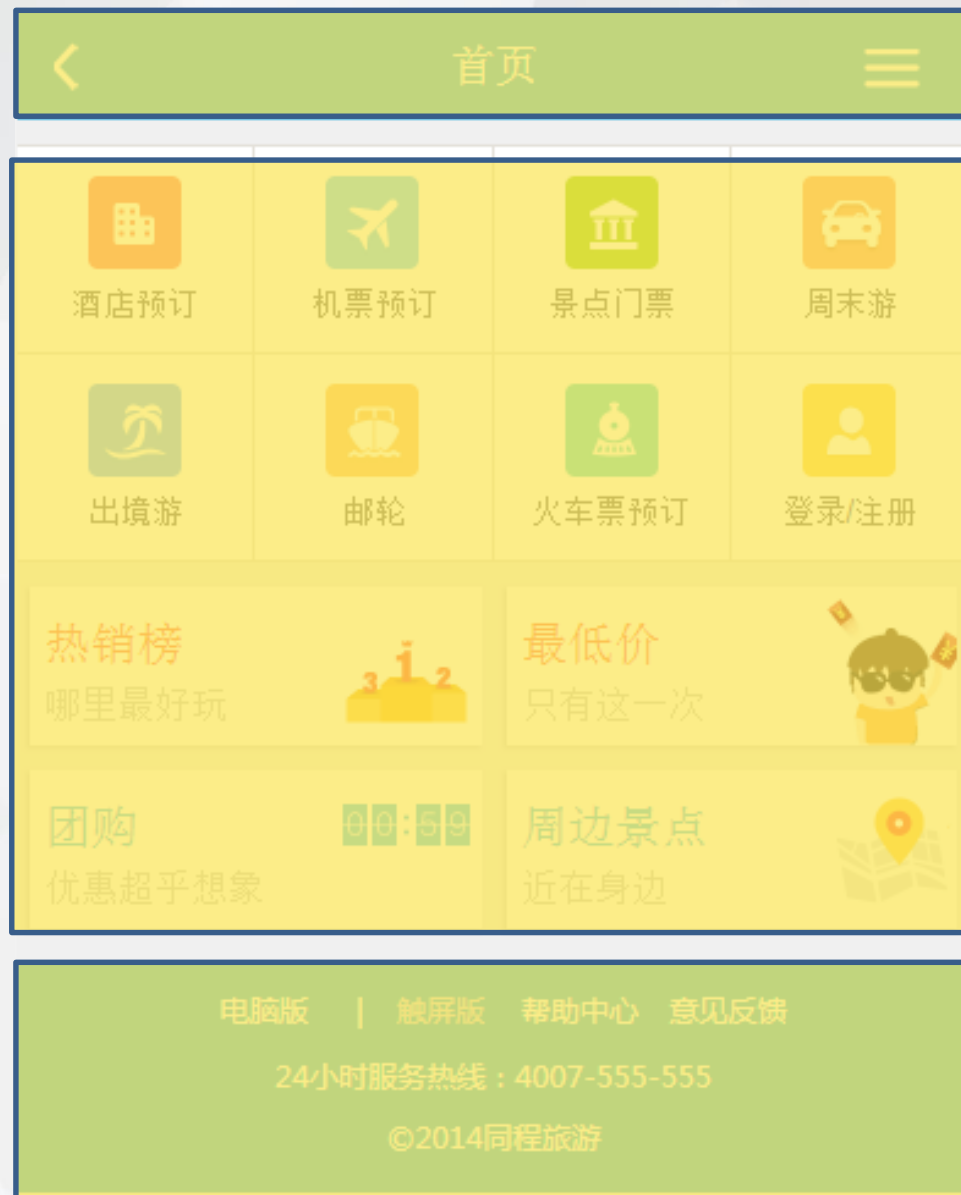 首页
酒店预订 机票预订 景点门票 周末游
出境游 邮轮 火车票预订 登录/注册
热销榜
哪里最好玩
3 1 2
最低价
只有这一次
团购
00:59
优惠超乎想象
周边景点
近在身边
电脑版 | 触屏版 帮助中心 意见反馈
24小时服务热线：4007-555-555
©2014同程旅游